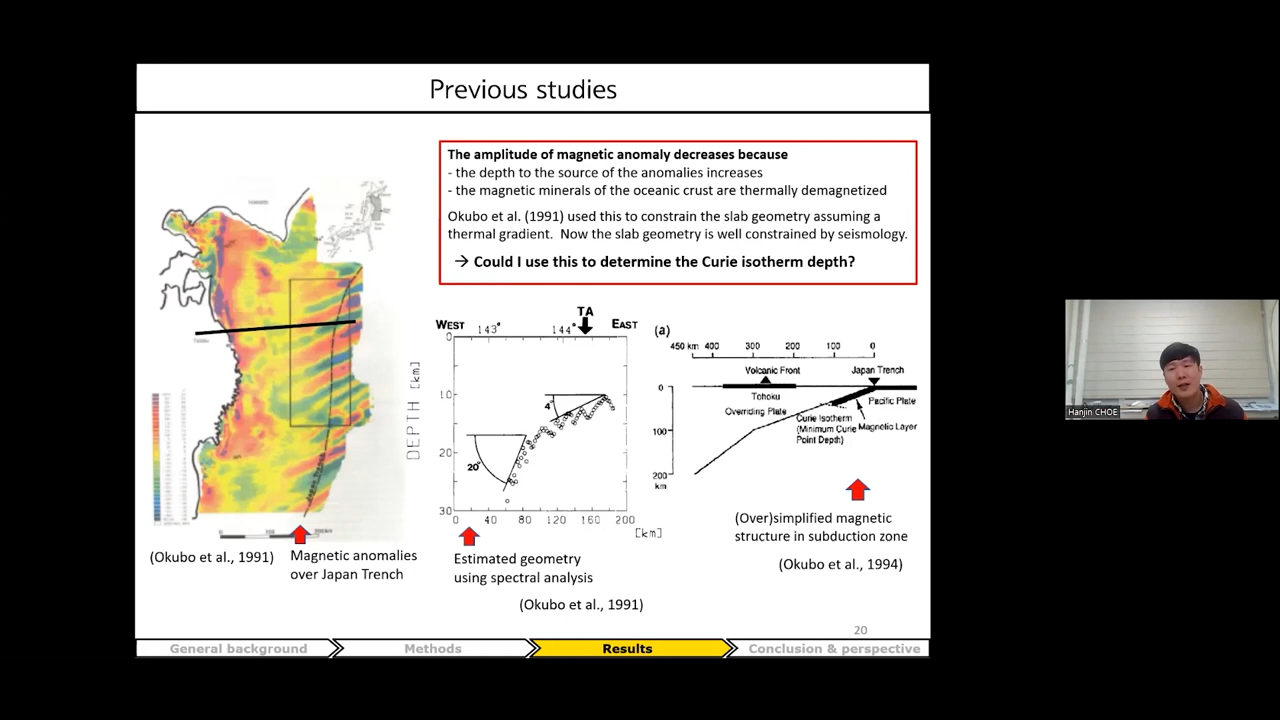 Previous studies
The amplitude of magnetic anomaly decreases because
- the depth to the source of the anomalies increases
- the magnetic minerals of the oceanic crust are thermally demagnetized
Okubo et al. (1991) used this to constrain the slab geometry assuming a
thermal gradient. Now the slab geometry is well constrained by seismology.
→ Could I use this to determine the Curie isotherm depth?
(Okubo et al., 1991)
Magnetic anomalies
over Japan Trench
TA
WEST 143° 144° EAST
DEPTH [km]
0
10
20
30
4°
20°
0 40 80 120 160 200
[km]
Estimated geometry
using spectral analysis
(Okubo et al., 1991)
(a)
450 km 400 300 200 100 0
Volcanic Front
Japan Trench
0
100
200
km
Tohoku
Overriding Plate
Pacific Plate
Curie Isotherm
(Minimum Curie
Point Depth)
Magnetic Layer
(Over)simplified magnetic
structure in subduction zone
(Okubo et al., 1994)
20
General background
Methods
Results
Conclusion & perspective
Hanjin CHOE